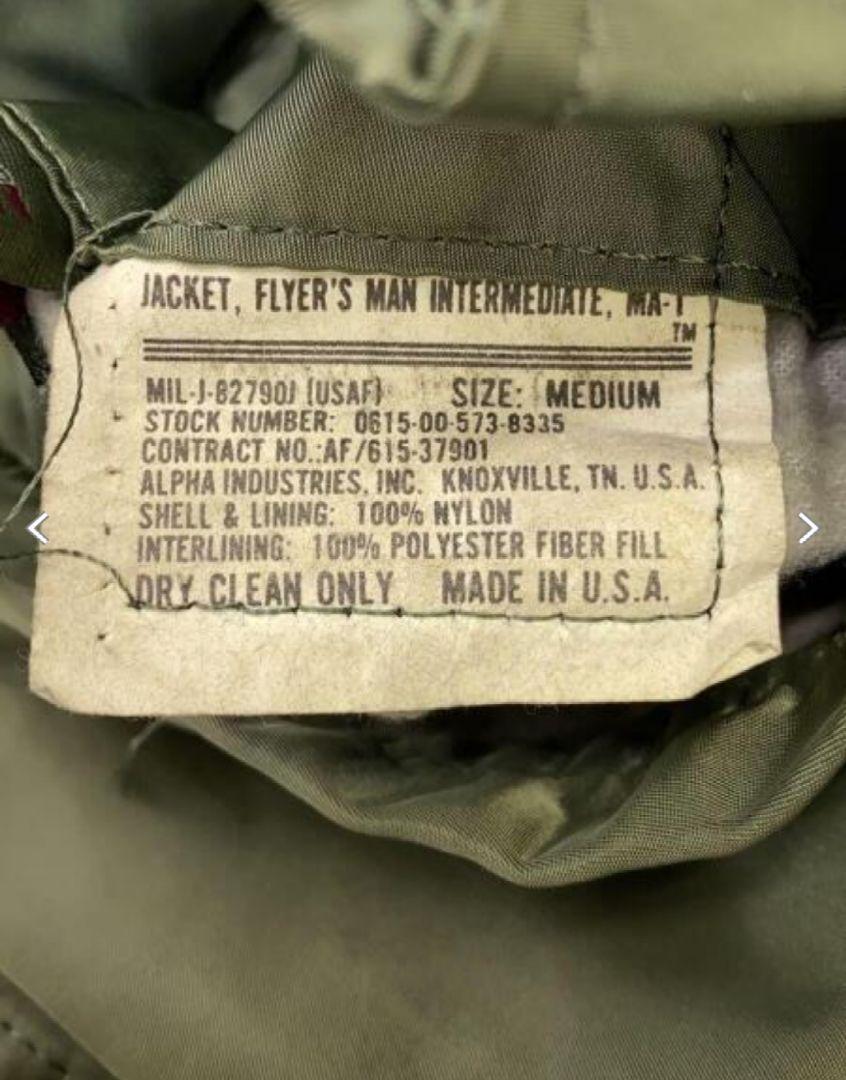 JACKET, FLYER'S MAN INTERMEDIATE, MA-1
TM
MIL-J-82790J (USAF) SIZE: MEDIUM
STOCK NUMBER: 0615-00-573-8335
CONTRACT NO.:AF/615-37901
ALPHA INDUSTRIES, INC. KNOXVILLE, TN. U.S.A.
SHELL & LINING: 100% NYLON
INTERLINING: 100% POLYESTER FIBER FILL
DRY CLEAN ONLY MADE IN U.S.A.